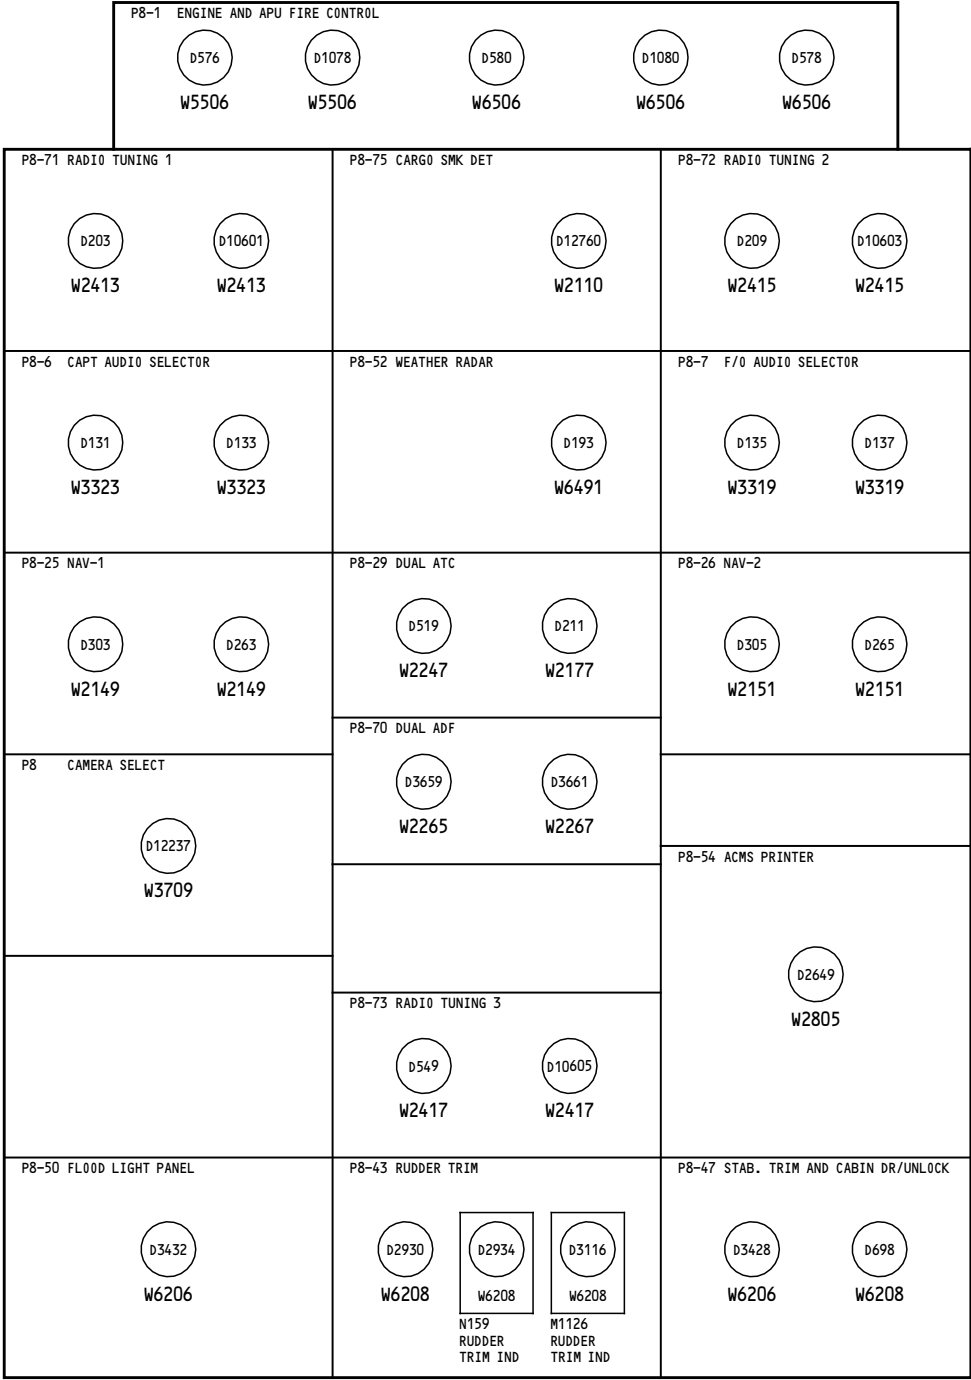 P8-1 ENGINE AND APU FIRE CONTROL
D576 D1078 D580 D1080 D578
W5506 W5506 W6506 W6506 W6506
P8-71 RADIO TUNING 1
D203 D10601
W2413 W2413
P8-75 CARGO SMK DET
D12760
W2110
P8-72 RADIO TUNING 2
D209 D10603
W2415 W2415
P8-6 CAPT AUDIO SELECTOR
D131 D133
W3323 W3323
P8-52 WEATHER RADAR
D193
W6491
P8-7 F/O AUDIO SELECTOR
D135 D137
W3319 W3319
P8-25 NAV-1
D303 D263
W2149 W2149
P8-29 DUAL ATC
D519 D211
W2247 W2177
P8-26 NAV-2
D305 D265
W2151 W2151
P8-70 DUAL ADF
D3659 D3661
W2265 W2267
P8 CAMERA SELECT
D12237
W3709
P8-54 ACMS PRINTER
D2649
W2805
P8-73 RADIO TUNING 3
D549 D10605
W2417 W2417
P8-50 FLOOD LIGHT PANEL
D3432
W6206
P8-43 RUDDER TRIM
D2930 D2934 D3116
W6208 W6208 W6208
N159
RUDDER
TRIM IND
M1126
RUDDER
TRIM IND
P8-47 STAB. TRIM AND CABIN DR/UNLOCK
D3428 D698
W6206 W6208